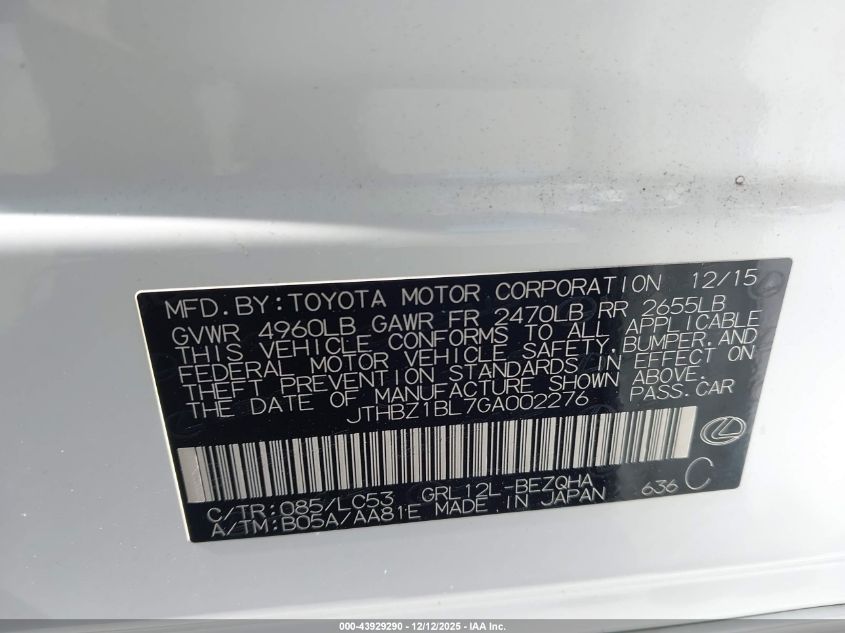 MFD. BY: TOYOTA MOTOR CORPORATION 12/15
GVWR 4960LB GAWR FR 2470LB RR 2655LB
THIS VEHICLE CONFORMS TO ALL APPLICABLE
FEDERAL MOTOR VEHICLE SAFETY, BUMPER, AND
THEFT PREVENTION STANDARDS IN EFFECT ON
THE DATE OF MANUFACTURE SHOWN ABOVE.
JTHBZ1BL7GA002276 PASS. CAR
C/TR: 085/LC53 GRL12L-BEZQHA 636 C
A/TM: B05A/AA81E MADE IN JAPAN
000-43929290 - 12/12/2025 - IAA Inc.